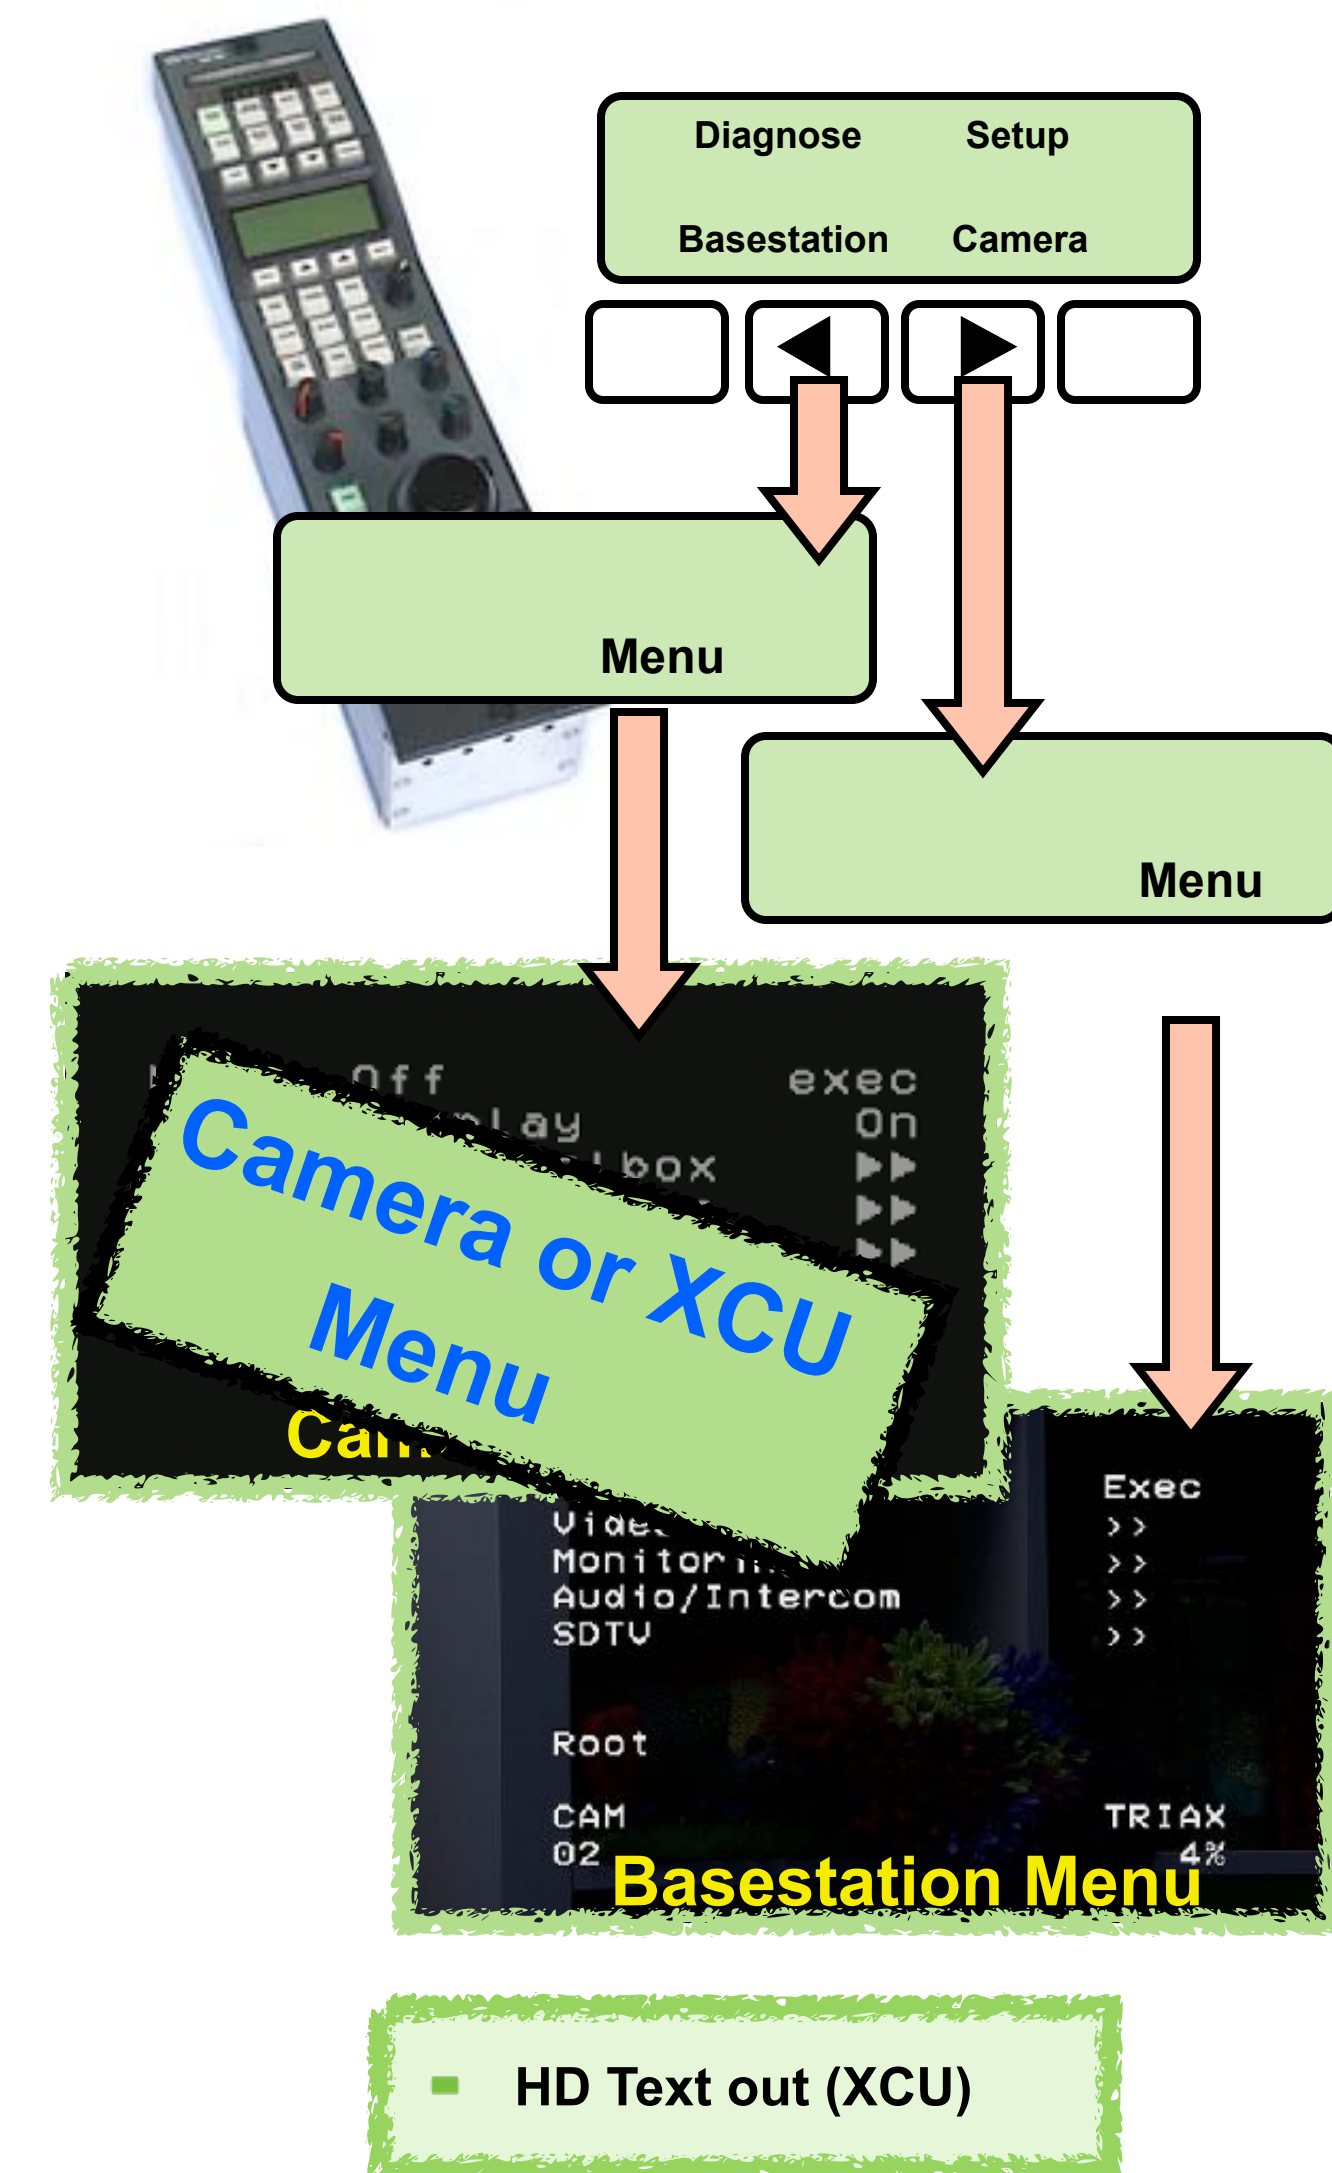 Diagnose Setup
Basestation Camera
Menu
Menu
Off exec
On
Camera or XCU
Menu
Exec
>>
Monitor >>
Audio/Intercom >>
SDTV >>
Root
CAM TRIAX
02 4%
Basestation Menu
HD Text out (XCU)